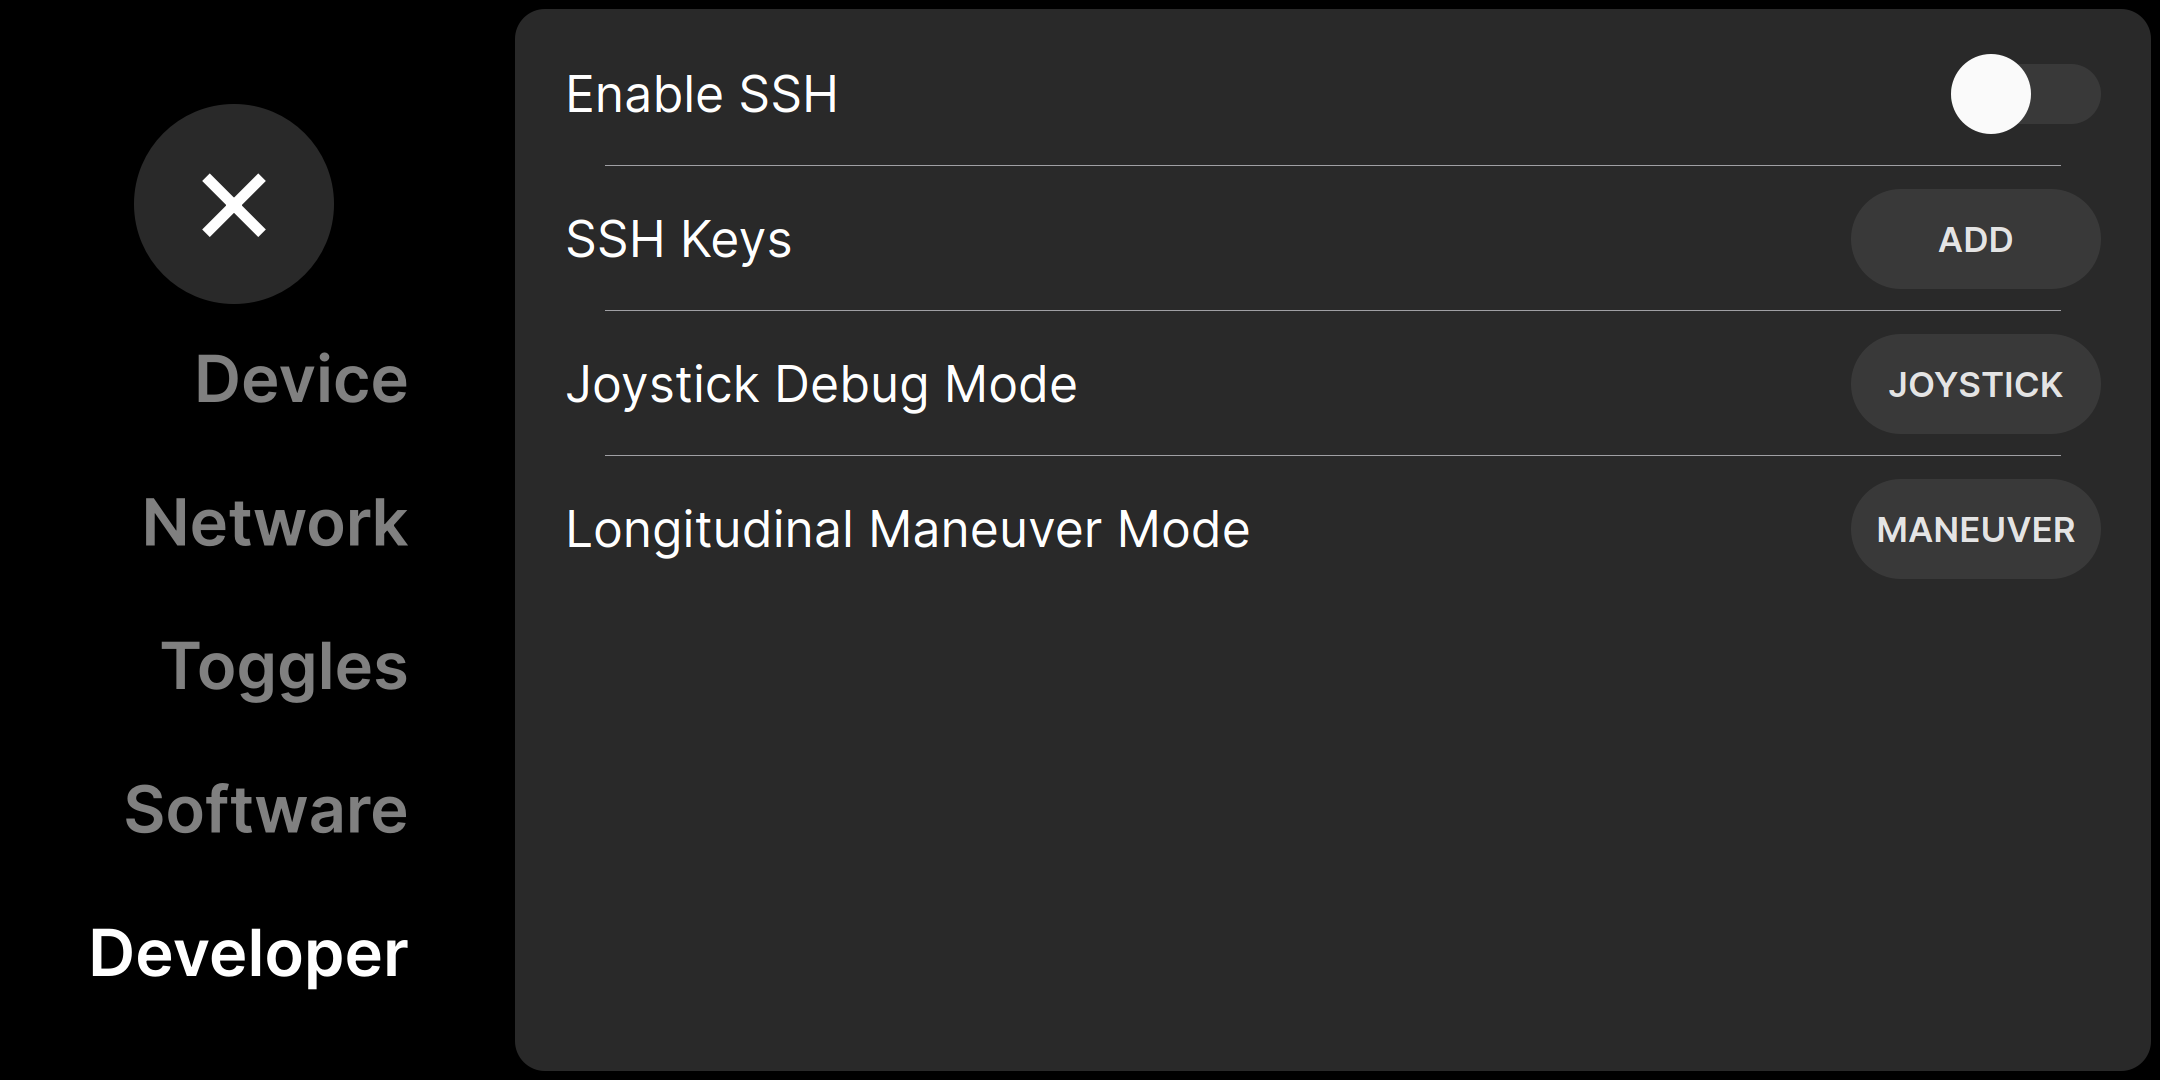 Device
Network
Toggles
Software
Developer
Enable SSH
SSH Keys
ADD
Joystick Debug Mode
JOYSTICK
Longitudinal Maneuver Mode
MANEUVER